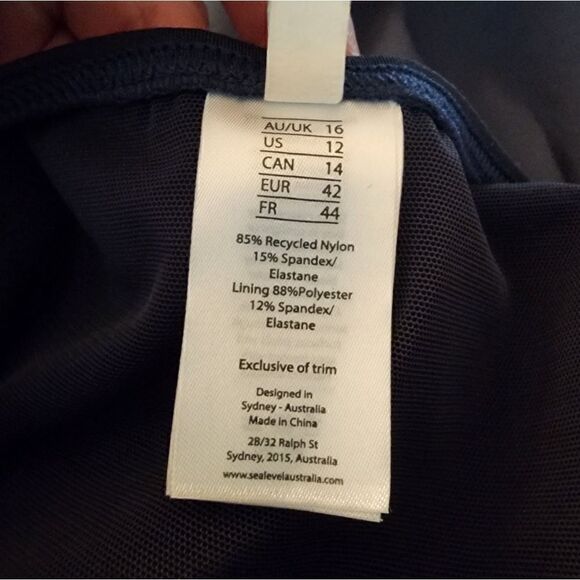 AU/UK 16
US 12
CAN 14
EUR 42
FR 44
85% Recycled Nylon
15% Spandex/
Elastane
Lining 88%Polyester
12% Spandex/
Elastane
Exclusive of trim
Designed in
Sydney - Australia
Made in China
28/32 Ralph St
Sydney, 2015, Australia
www.sealevelaustralia.com